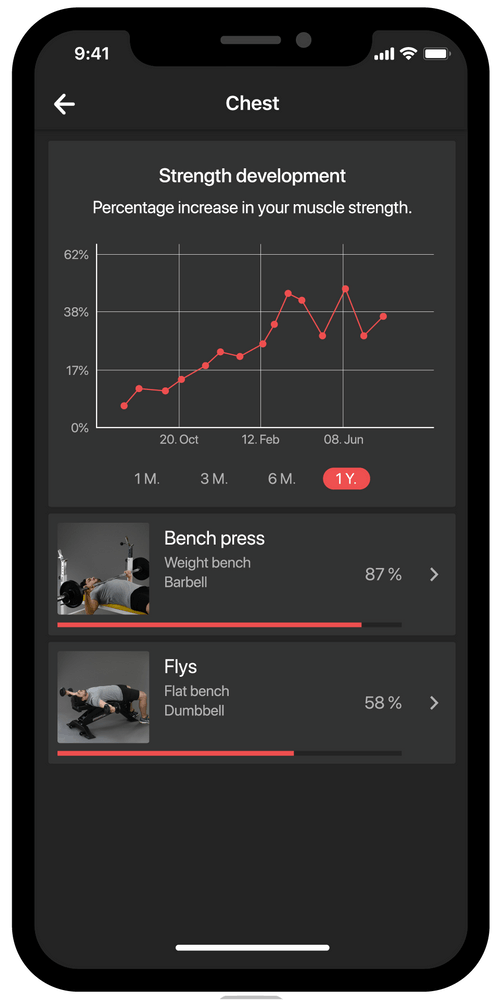 9:41
Chest
Strength development
Percentage increase in your muscle strength.
62%
38%
17%
0%
20. Oct
12. Feb
08. Jun
1 M.
3 M.
6 M.
1 Y.
Bench press
Weight bench
Barbell
87 %
Flys
Flat bench
Dumbbell
58 %